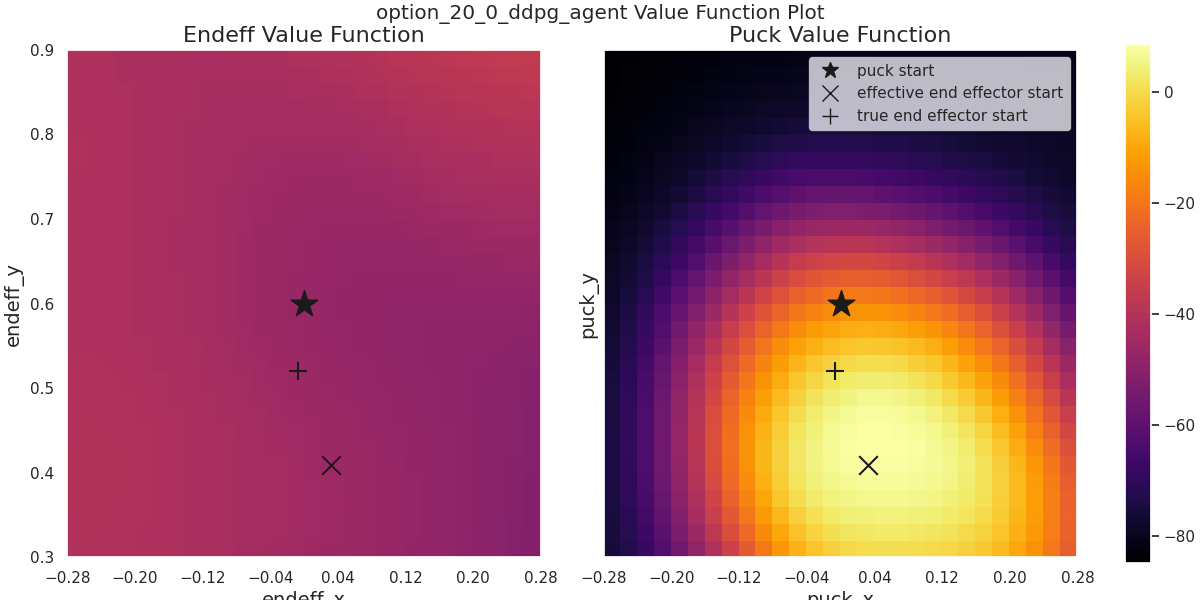 option_20_0_ddpg_agent Value Function Plot
Endeff Value Function
Puck Value Function
puck start
effective end effector start
true end effector start
endeff_y
0.9
0.8
0.7
0.6
0.5
0.4
0.3
−0.28 −0.20 −0.12 −0.04 0.04 0.12 0.20 0.28
endeff_x
puck_y
−0.28 −0.20 −0.12 −0.04 0.04 0.12 0.20 0.28
puck_x
0
−20
−40
−60
−80